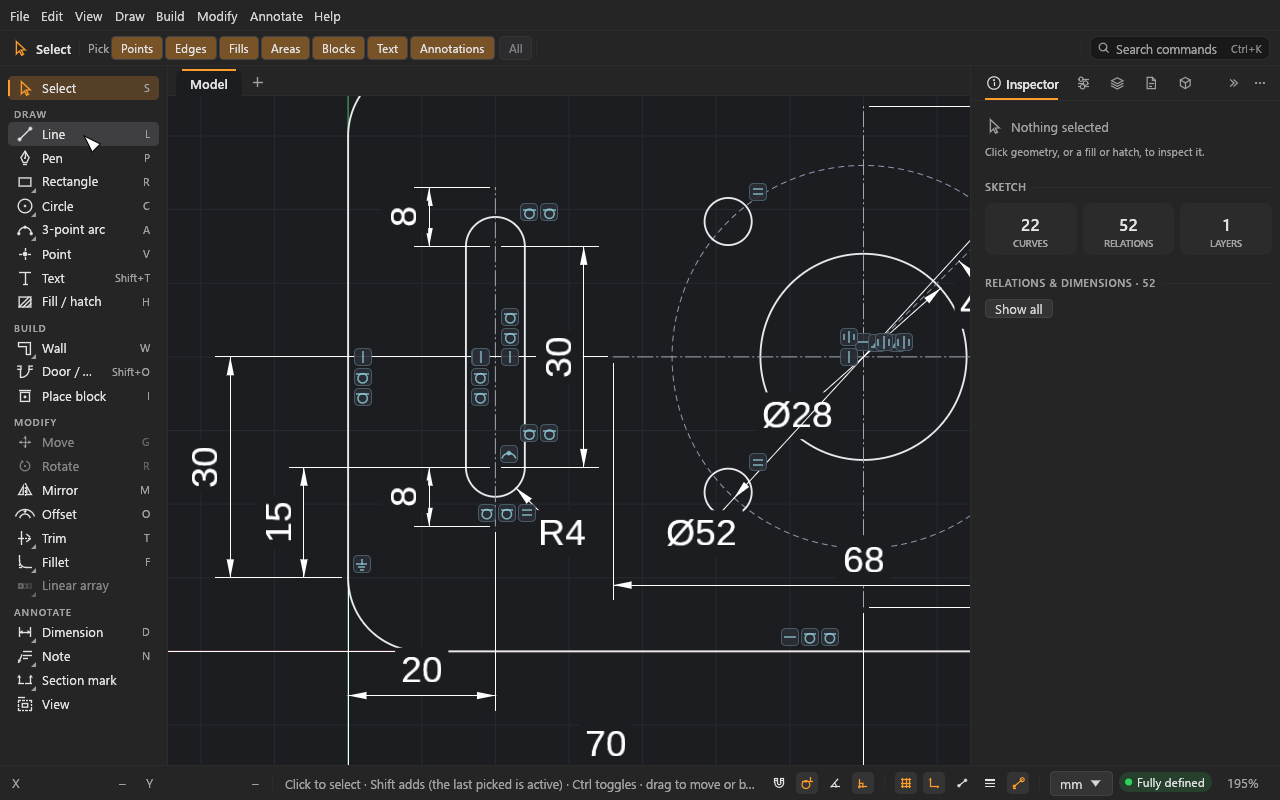 File Edit View Draw Build Modify Annotate Help
Select Pick Points Edges Fills Areas Blocks Text Annotations All Search commands Ctrl+K
Select S
DRAW
Line L
Pen P
Rectangle R
Circle C
3-point arc A
Point V
Text Shift+T
Fill / hatch H
BUILD
Wall W
Door / ... Shift+O
Place block I
MODIFY
Move G
Rotate R
Mirror M
Offset O
Trim T
Fillet F
Linear array
ANNOTATE
Dimension D
Note N
Section mark
View
Model
8
30
Ø28
30
15
8
R4
Ø52
68
20
70
Inspector
Nothing selected
Click geometry, or a fill or hatch, to inspect it.
SKETCH
22 52 1
CURVES RELATIONS LAYERS
RELATIONS & DIMENSIONS · 52
Show all
X – Y – Click to select · Shift adds (the last picked is active) · Ctrl toggles · drag to move or b... mm Fully defined 195%